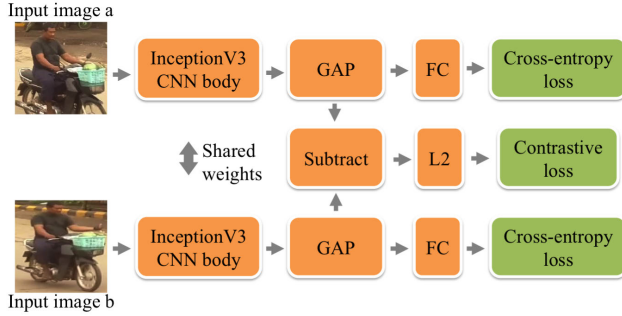 Input image a
InceptionV3
CNN body
GAP
FC
Cross-entropy
loss
Shared
weights
Subtract
L2
Contrastive
loss
InceptionV3
CNN body
GAP
FC
Cross-entropy
loss
Input image b